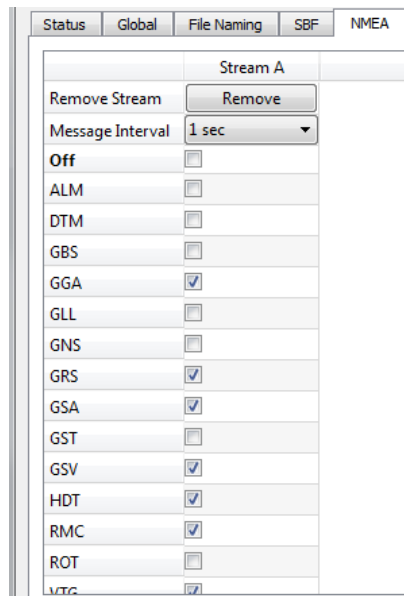 Status Global File Naming SBF NMEA
Stream A
Remove Stream Remove
Message Interval 1 sec
Off
ALM
DTM
GBS
GGA
GLL
GNS
GRS
GSA
GST
GSV
HDT
RMC
ROT
VTG